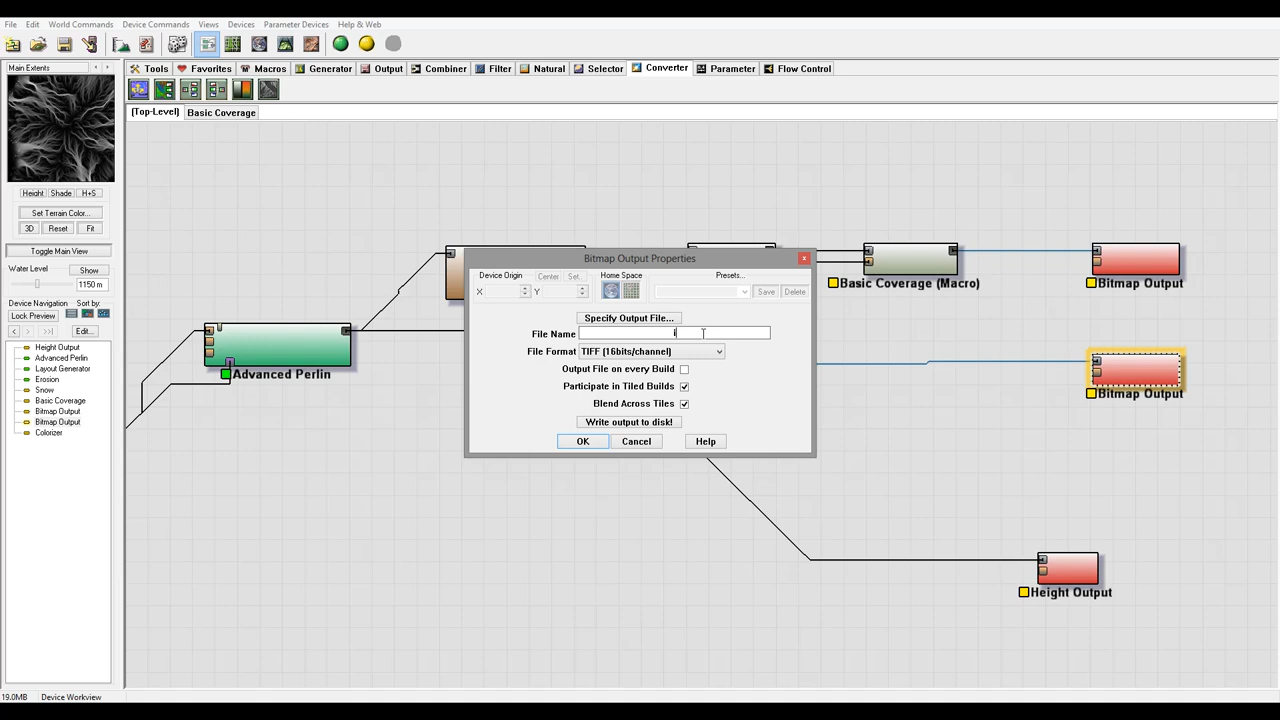 File Edit World Commands Device Commands Views Devices Parameter Devices Help & Web
Main Extents
Tools Favorites Macros Generator Output Combiner Filter Natural Selector Converter Parameter Flow Control
(Top-Level) Basic Coverage
Height Shade H+S
Set Terrain Color...
3D Reset Fit
Toggle Main View
Water Level Show
1150 m
Device Navigation Sort by:
Lock Preview Edit...
Height Output
Advanced Perlin
Layout Generator
Erosion
Snow
Basic Coverage
Bitmap Output
Bitmap Output
Colorizer
Advanced Perlin
Basic Coverage (Macro)
Bitmap Output
Bitmap Output
Height Output
Bitmap Output Properties
x
Device Origin Center Set... Home Space Presets...
X Y Save Delete
Specify Output File...
File Name i
File Format TIFF (16bits/channel)
Output File on every Build
Participate in Tiled Builds
Blend Across Tiles
Write output to disk!
OK Cancel Help
19.0MB Device Workview